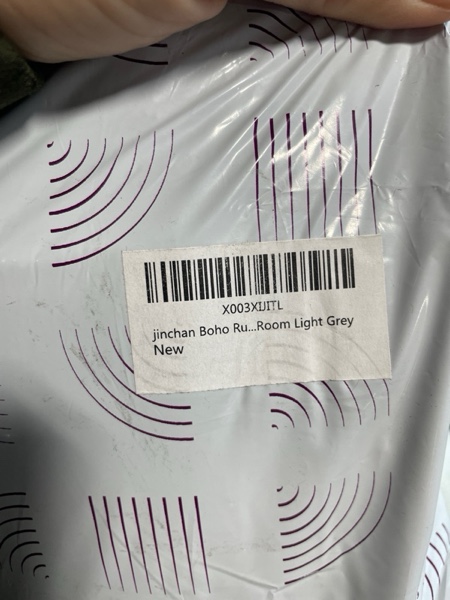 X003XIJITL
jinchan Boho Ru...Room Light Grey
New